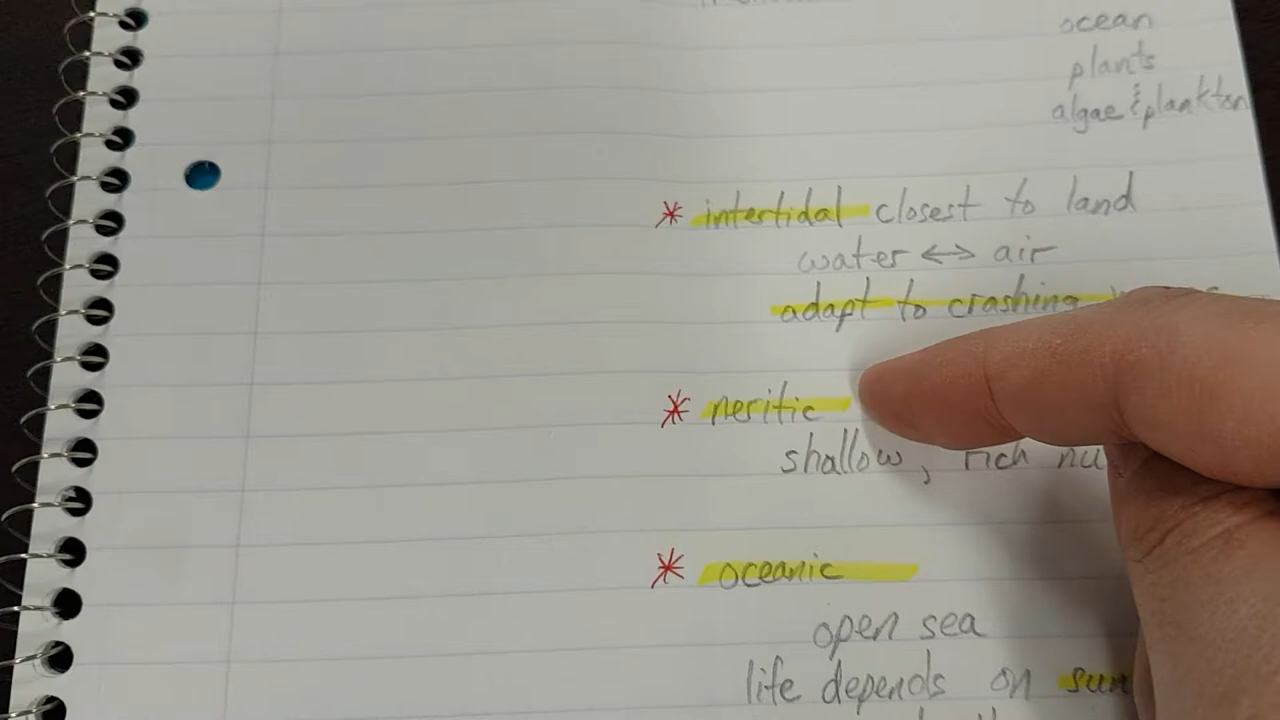 ocean
plants
algae & plankton
* intertidal closest to land
water ↔ air
adapt to crashing
* neritic
shallow, rich
* oceanic
open sea
life depends on sun